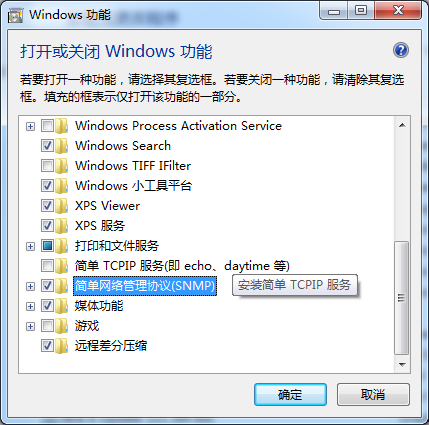 Windows 功能
打开或关闭 Windows 功能
若要打开一种功能，请选择其复选框。若要关闭一种功能，请清除其复选
框。填充的框表示仅打开该功能的一部分。
Windows Process Activation Service
Windows Search
Windows TIFF IFilter
Windows 小工具平台
XPS Viewer
XPS 服务
打印和文件服务
简单 TCPIP 服务(即 echo、daytime 等)
简单网络管理协议(SNMP)
安装简单 TCPIP 服务
媒体功能
游戏
远程差分压缩
确定
取消